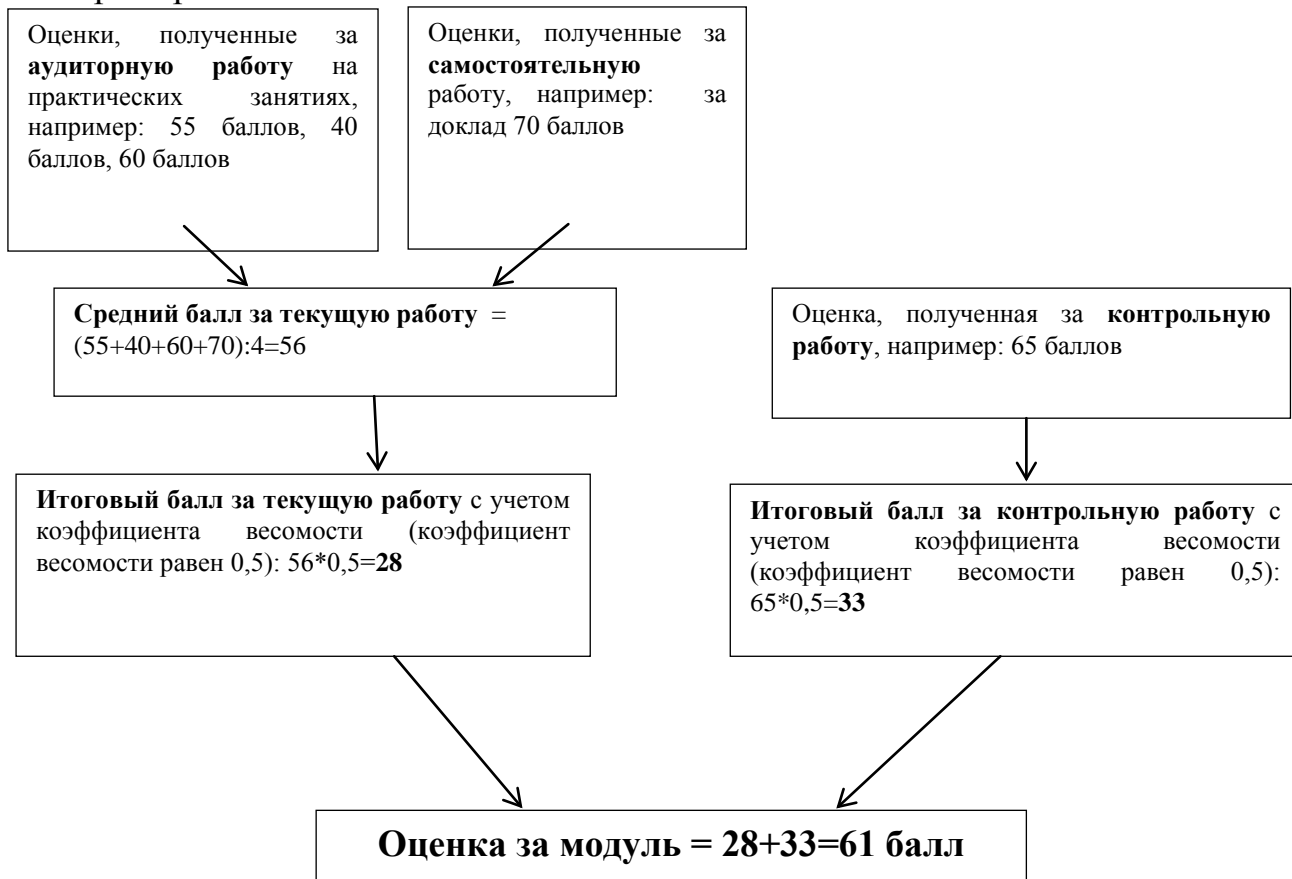 Оценки, полученные за
аудиторную работу на
практических занятиях,
например: 55 баллов, 40
баллов, 60 баллов
Оценки, полученные за
самостоятельную
работу, например: за
доклад 70 баллов
Средний балл за текущую работу =
(55+40+60+70):4=56
Оценка, полученная за контрольную
работу, например: 65 баллов
Итоговый балл за текущую работу с учетом
коэффициента весомости (коэффициент
весомости равен 0,5): 56*0,5=28
Итоговый балл за контрольную работу с
учетом коэффициента весомости
(коэффициент весомости равен 0,5):
65*0,5=33
Оценка за модуль = 28+33=61 балл